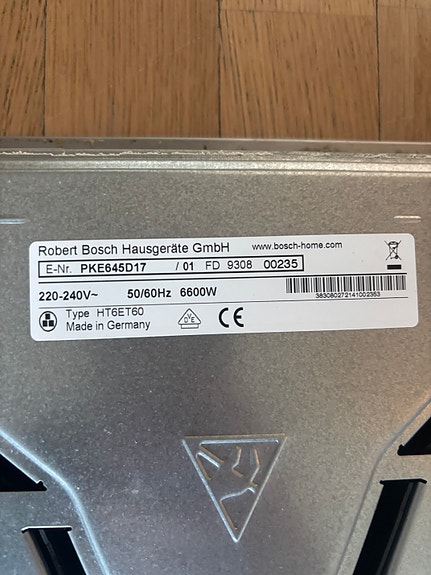 Robert Bosch Hausgeräte GmbH www.bosch-home.com
E-Nr. PKE645D17 / 01 FD 9308 00235
220-240V~ 50/60Hz 6600W
383080272141002353
Type HT6ET60
Made in Germany
DVE
CE